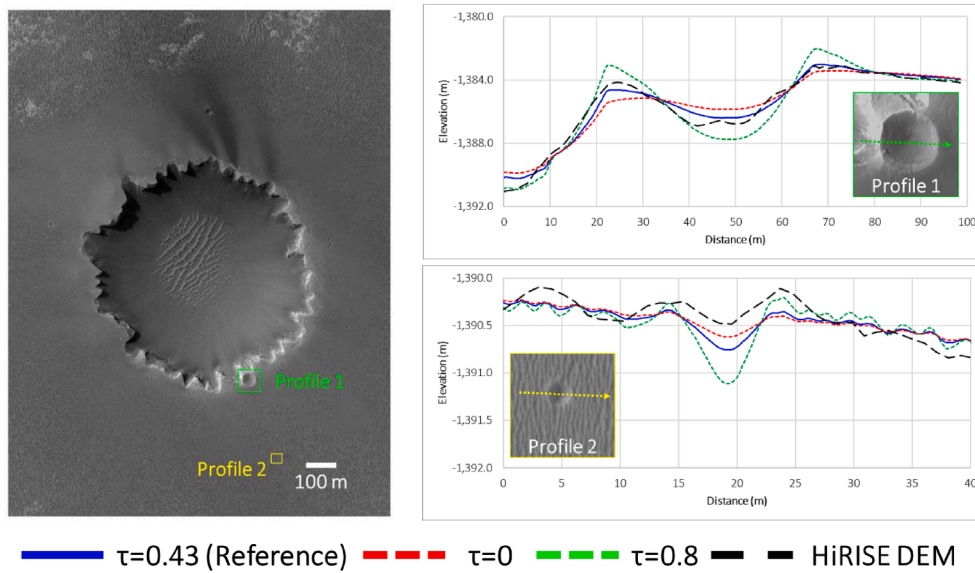 Profile 1
Profile 2
100 m
-1,380.0
-1,384.0
-1,388.0
-1,392.0
Elevation (m)
0 10 20 30 40 50 60 70 80 90 100
Distance (m)
Profile 1
-1,390.0
-1,390.5
-1,391.0
-1,391.5
-1,392.0
Elevation (m)
0 5 10 15 20 25 30 35 40
Distance (m)
Profile 2
τ=0.43 (Reference) τ=0 τ=0.8 HiRISE DEM